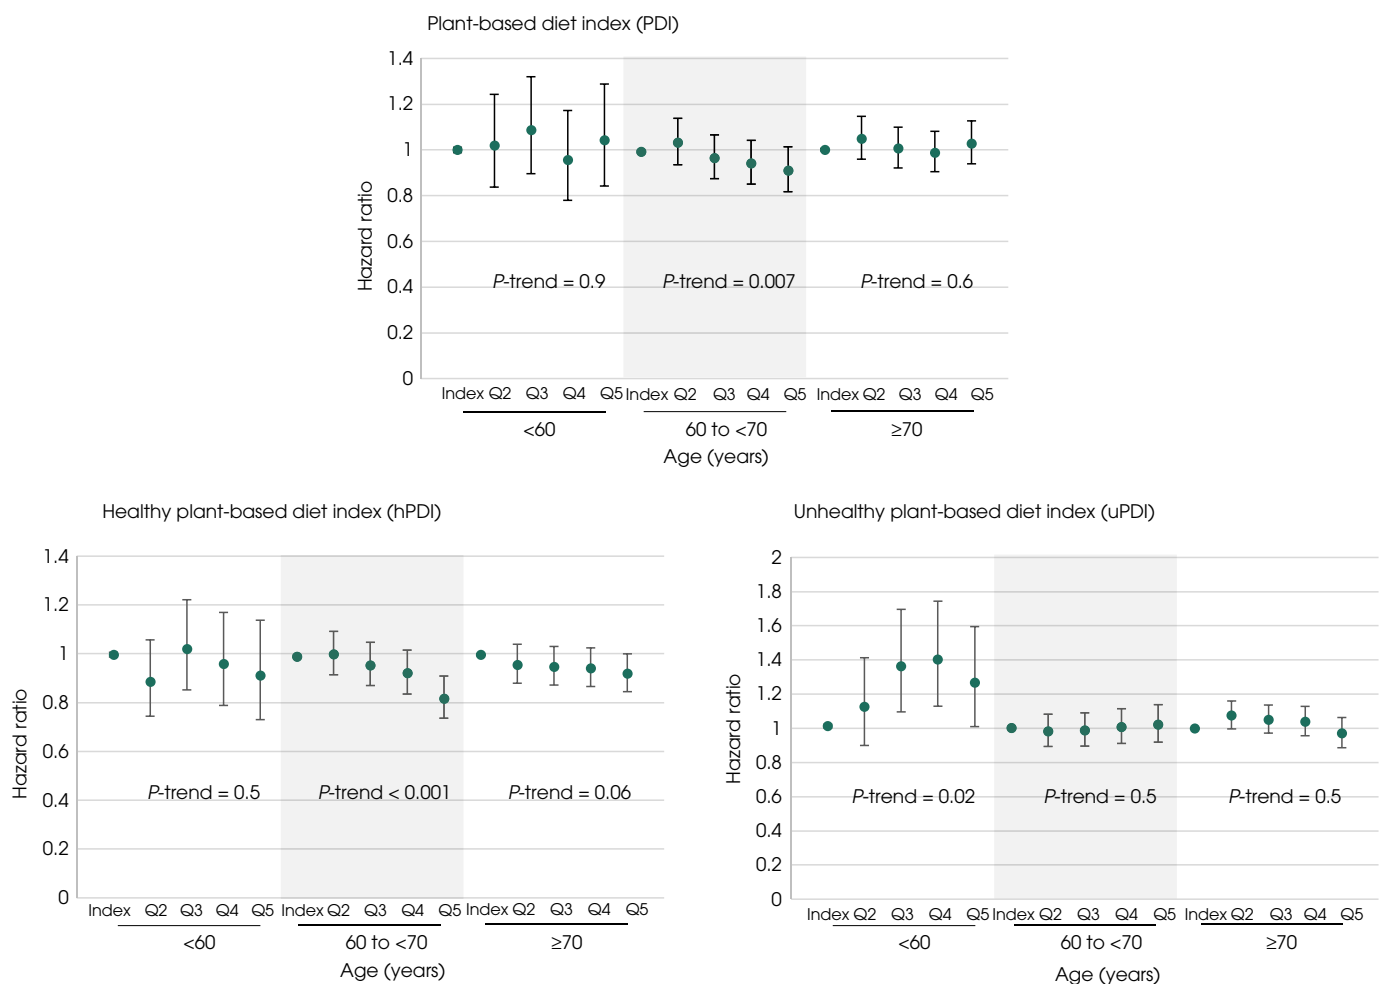 Plant-based diet index (PDI)
1.4
1.2
1
0.8
0.6
0.4
0.2
0
Hazard ratio
P-trend = 0.9 P-trend = 0.007 P-trend = 0.6
Index Q2 Q3 Q4 Q5 Index Q2 Q3 Q4 Q5 Index Q2 Q3 Q4 Q5
<60 60 to <70 ≥70
Age (years)
Healthy plant-based diet index (hPDI)
1.4
1.2
1
0.8
0.6
0.4
0.2
0
Hazard ratio
P-trend = 0.5 P-trend < 0.001 P-trend = 0.06
Index Q2 Q3 Q4 Q5 Index Q2 Q3 Q4 Q5 Index Q2 Q3 Q4 Q5
<60 60 to <70 ≥70
Age (years)
Unhealthy plant-based diet index (uPDI)
2
1.8
1.6
1.4
1.2
1
0.8
0.6
0.4
0.2
0
Hazard ratio
P-trend = 0.02 P-trend = 0.5 P-trend = 0.5
Index Q2 Q3 Q4 Q5 Index Q2 Q3 Q4 Q5 Index Q2 Q3 Q4 Q5
<60 60 to <70 ≥70
Age (years)